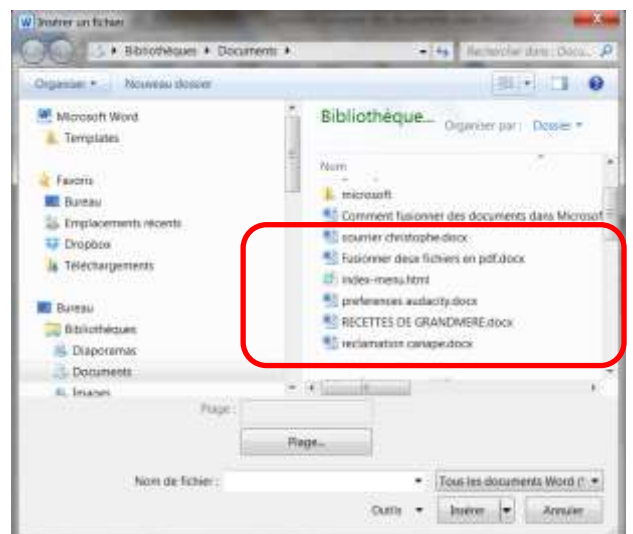 Insérer un fichier
Bibliothèques ▸ Documents ▸
Rechercher dans : Docu...
Organiser
Nouveau dossier
Microsoft Word
Templates
Favoris
Bureau
Emplacements récents
Dropbox
Téléchargements
Bureau
Bibliothèques
Diaporamas
Documents
Images
Bibliothèque...
Organiser par :
Dossier
Nom
microsoft
Comment fusionner des documents dans Microsof
courrier christophe.docx
Fusionner deux fichiers en pdf.docx
index-menu.html
preferences audacity.docx
RECETTES DE GRANDMERE.docx
reclamation canape.docx
Plage :
Plage...
Nom de fichier :
Tous les documents Word (*
Outils
Insérer
Annuler